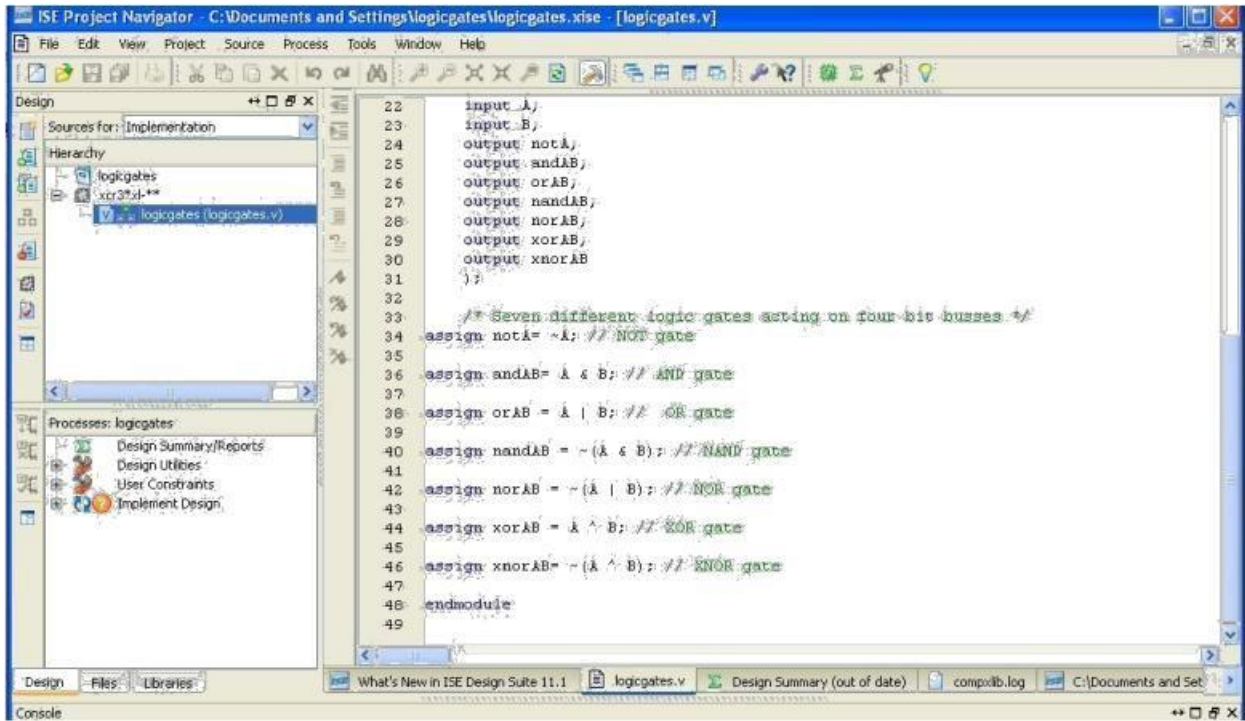 ISE Project Navigator - C:\Documents and Settings\logicgates\logicgates.xise - [logicgates.v]
File Edit View Project Source Process Tools Window Help
Design
Sources for: Implementation
Hierarchy
logicgates
xcr3*xl-**
logicgates (logicgates.v)
Processes: logicgates
Design Summary/Reports
Design Utilities
User Constraints
Implement Design
22 input A;
23 input B;
24 output notA;
25 output andAB;
26 output orAB;
27 output nandAB;
28 output norAB;
29 output xorAB;
30 output xnorAB
31 );
32
33 /* Seven different logic gates acting on four bit busses */
34 assign notA= ~A; // NOT gate
35
36 assign andAB= A & B; // AND gate
37
38 assign orAB = A | B; // OR gate
39
40 assign nandAB = ~(A & B); // NAND gate
41
42 assign norAB = ~(A | B); // NOR gate
43
44 assign xorAB = A ^ B; // XOR gate
45
46 assign xnorAB= ~(A ^ B); // XNOR gate
47
48 endmodule
49
Design Files Libraries
What's New in ISE Design Suite 11.1 logicgates.v Design Summary (out of date) compxlib.log C:\Documents and Set
Console